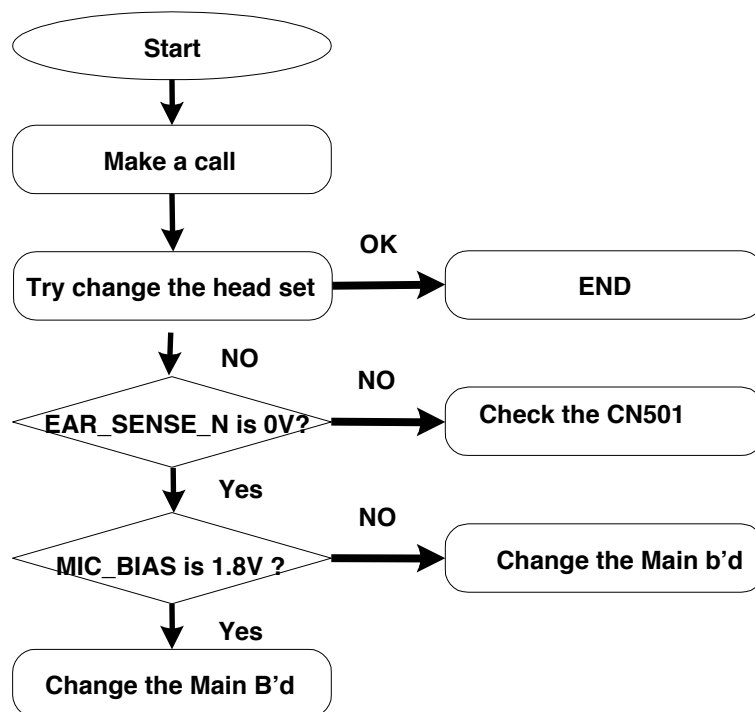 Start
Make a call
OK
Try change the head set
END
NO
NO
EAR_SENSE_N is 0V?
Check the CN501
Yes
NO
MIC_BIAS is 1.8V ?
Change the Main b’d
Yes
Change the Main B’d